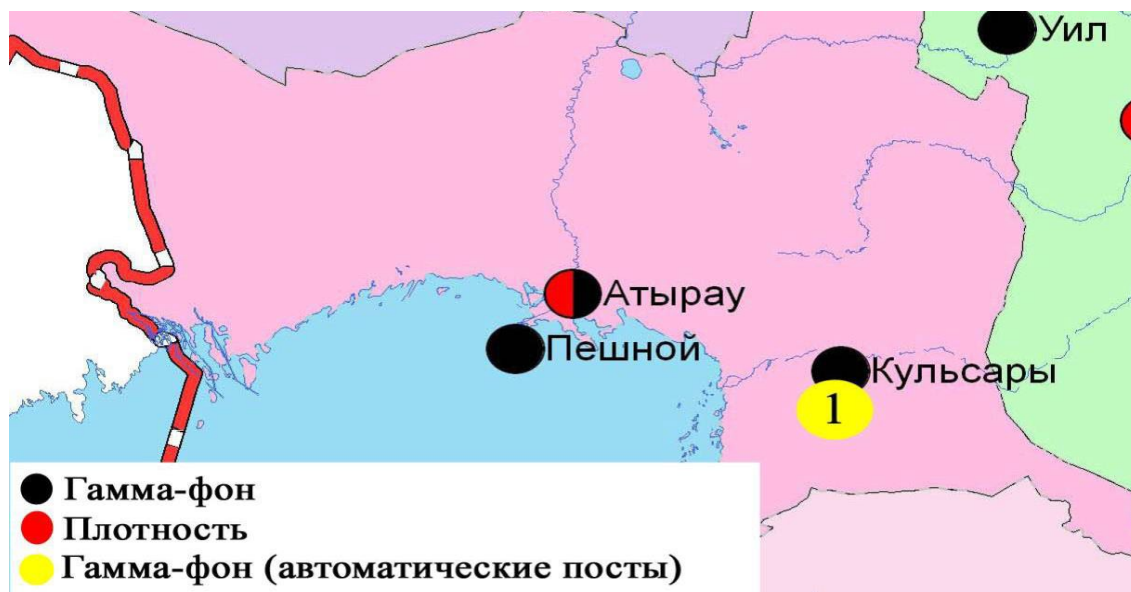 Уил
Атырау
Пешной
Кульсары
1
Гамма-фон
Плотность
Гамма-фон (автоматические посты)